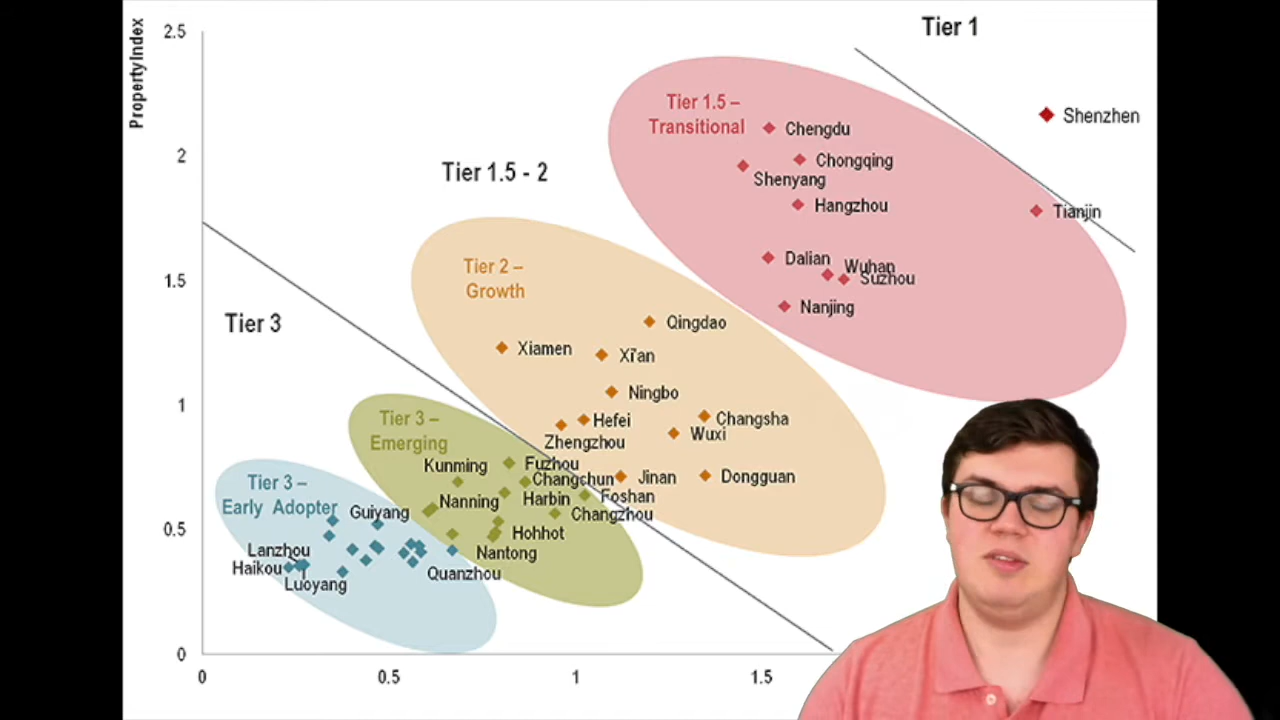 PropertyIndex
2.5
2
1.5
1
0.5
0
0
0.5
1
1.5
Tier 1
Shenzhen
Tier 1.5 –
Transitional
Chengdu
Chongqing
Shenyang
Hangzhou
Tianjin
Dalian
Wuhan
Suzhou
Nanjing
Tier 1.5 - 2
Tier 2 –
Growth
Qingdao
Xiamen
Xi'an
Ningbo
Hefei
Changsha
Zhengzhou
Wuxi
Jinan
Dongguan
Tier 3
Tier 3 –
Emerging
Kunming
Fuzhou
Changchun
Nanning
Harbin
Foshan
Changzhou
Hohhot
Nantong
Tier 3 –
Early Adopter
Guiyang
Lanzhou
Haikou
Luoyang
Quanzhou